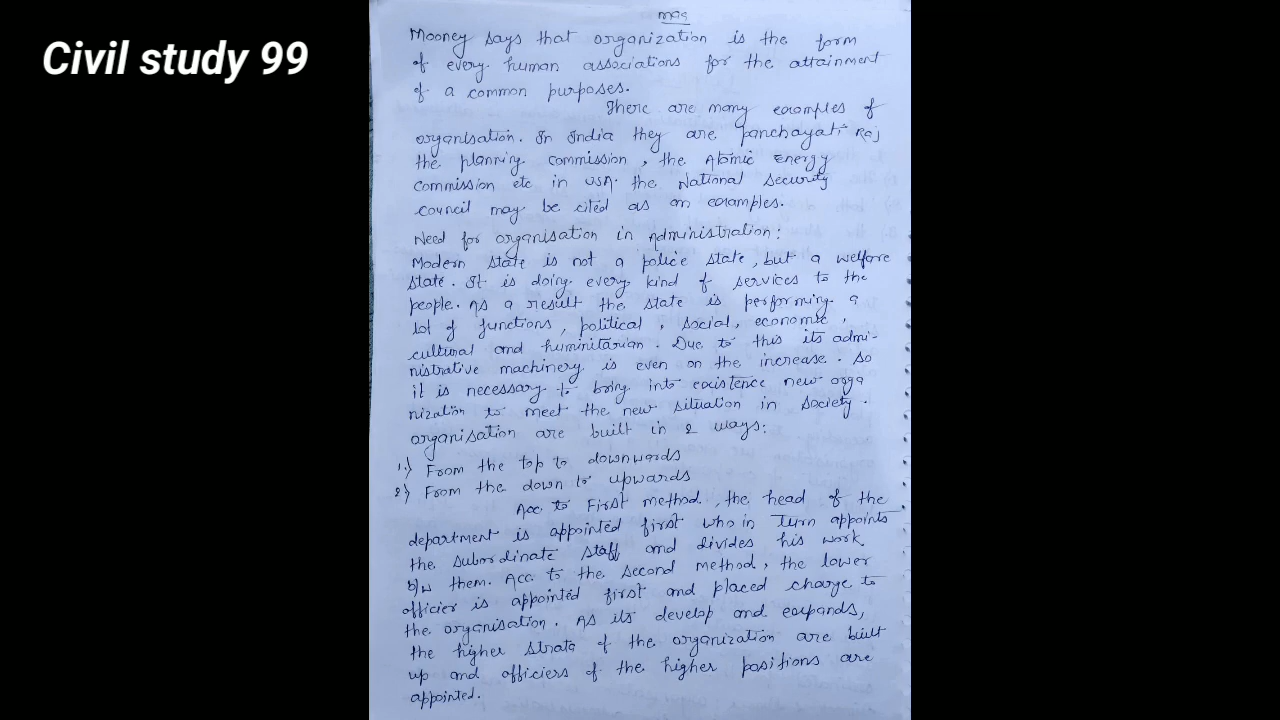 Civil study 99
Mooney says that organization is the form
of every human associations for the attainment
of a common purposes.
There are many examples of
organisation. In India they are panchayati Raj
the planning commission, the Atomic Energy
commission etc in USA. the National Security
council may be cited as an examples.
Need for organisation in Administration:
Modern state is not a police state, but a welfare
state. It is doing every kind of services to the
people. As a result the state is performing a
lot of functions, political, social, economic,
cultural and huminitarian. Due to this its admi-
nistrative machinery is even on the increase. So
it is necessary to bring into existence new orga
nization to meet the new situation in society.
organisation are built in 2 ways:
1.) From the top to downwards
2) From the down to upwards
Acc to First method, the head of the
department is appointed first who in Turn appoints
the subordinate staff and divides his work
b/w them. Acc to the second method, the lower
officier is appointed first and placed charge to
the organisation. As its develop and expands,
the higher strata of the organization are built
up and officiers of the higher positions are
appointed.